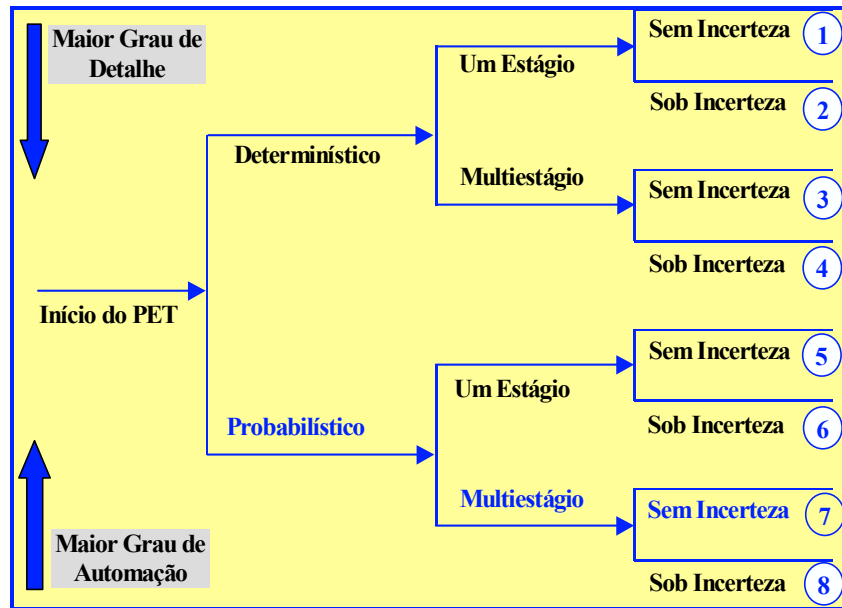 Maior Grau de
Detalhe
Sem Incerteza 1
Um Estágio
Sob Incerteza 2
Determinístico
Multiestágio
Sem Incerteza 3
Sob Incerteza 4
Início do PET
Sem Incerteza 5
Um Estágio
Sob Incerteza 6
Probabilístico
Multiestágio
Sem Incerteza 7
Maior Grau de
Automação
Sob Incerteza 8